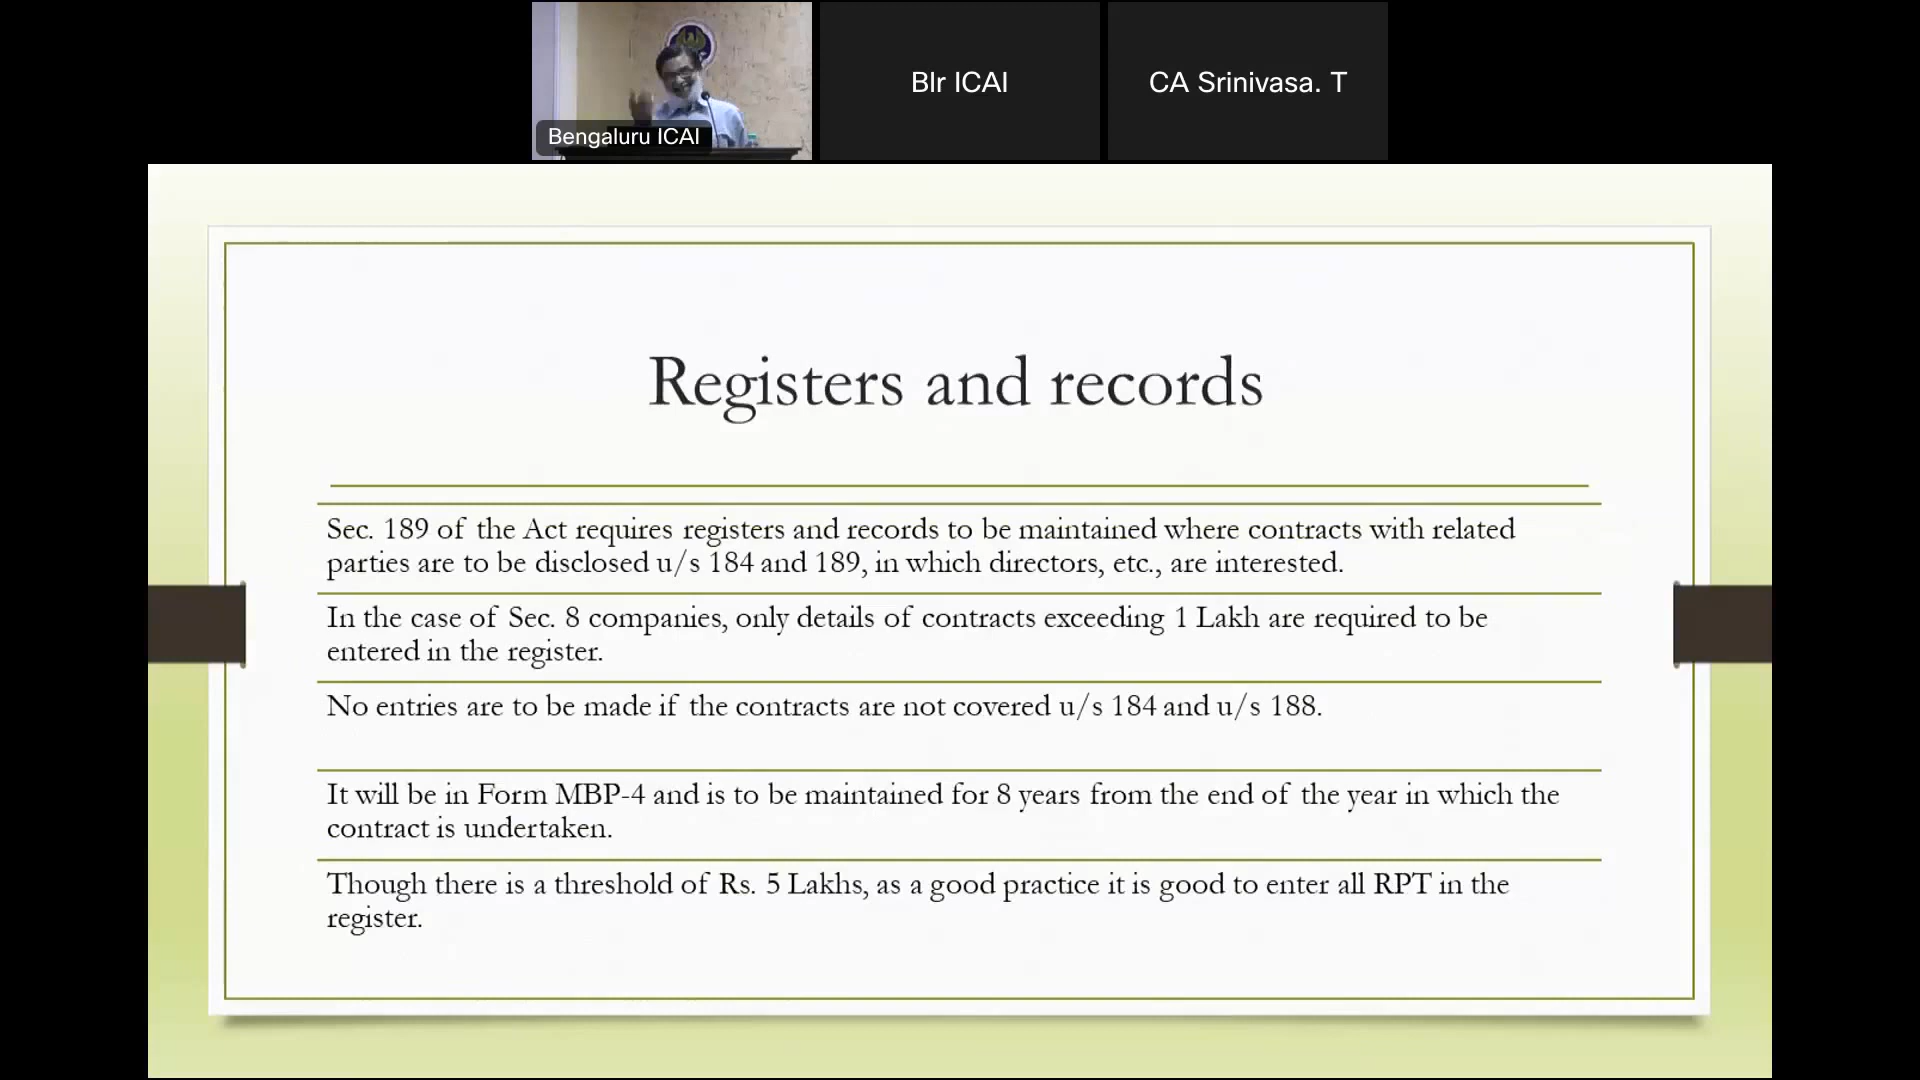 Bengaluru ICAI
Blr ICAI
CA Srinivasa. T
Registers and records
Sec. 189 of the Act requires registers and records to be maintained where contracts with related
parties are to be disclosed u/s 184 and 189, in which directors, etc., are interested.
In the case of Sec. 8 companies, only details of contracts exceeding 1 Lakh are required to be
entered in the register.
No entries are to be made if the contracts are not covered u/s 184 and u/s 188.
It will be in Form MBP-4 and is to be maintained for 8 years from the end of the year in which the
contract is undertaken.
Though there is a threshold of Rs. 5 Lakhs, as a good practice it is good to enter all RPT in the
register.